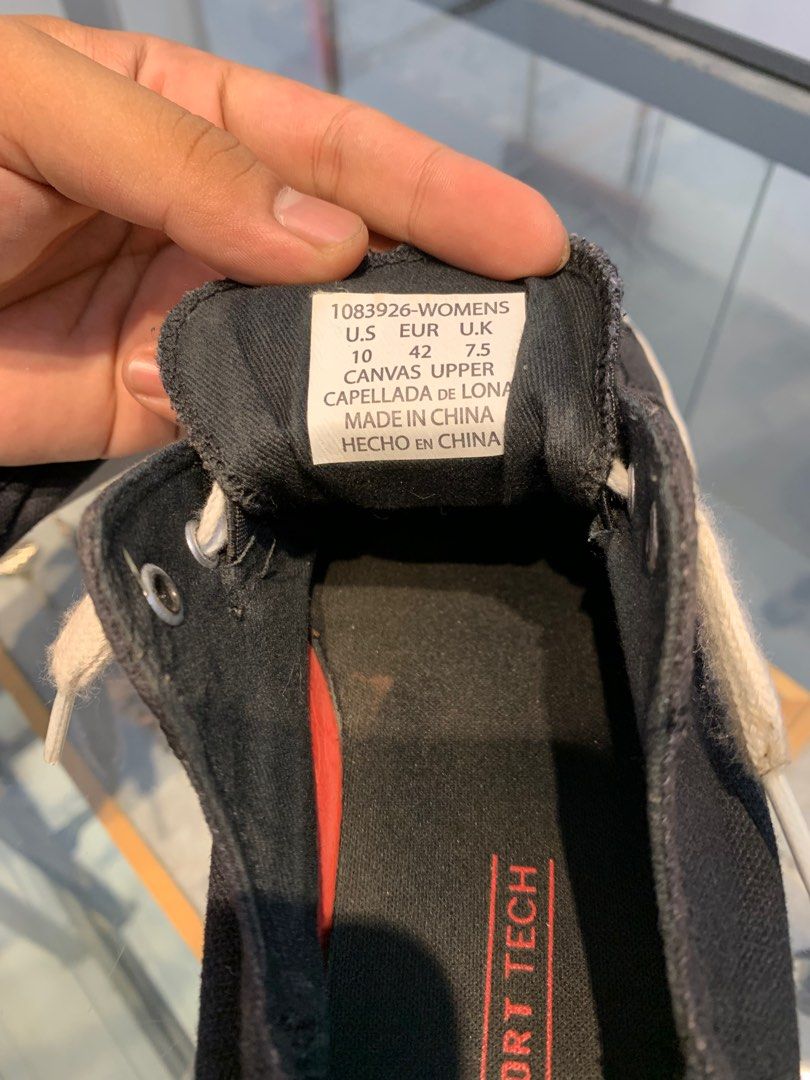 1083926-WOMENS
U.S EUR U.K
10 42 7.5
CANVAS UPPER
CAPELLADA DE LONA
MADE IN CHINA
HECHO EN CHINA
ORT TECH